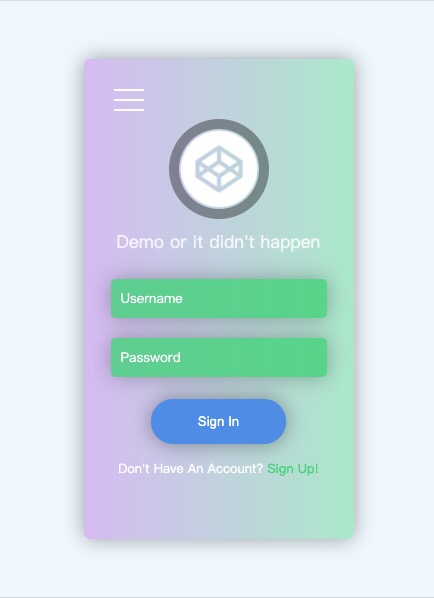 Demo or it didn't happen
Username
Password
Sign In
Don't Have An Account? Sign Up!